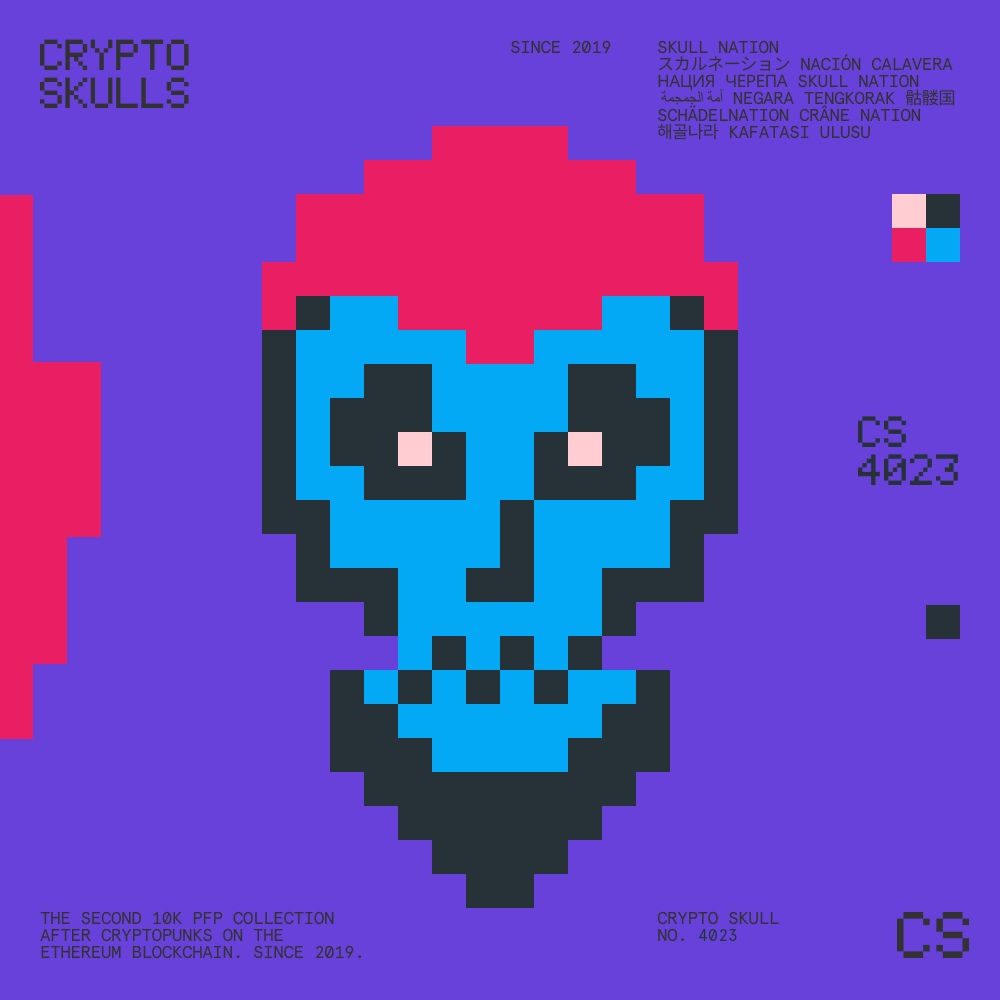 CRYPTO
SKULLS
SINCE 2019
SKULL NATION
スカルネーション NACIÓN CALAVERA
НАЦИЯ ЧЕРЕПА SKULL NATION
أمة الجمجمة NEGARA TENGKORAK 骷髅国
SCHÄDELNATION CRÂNE NATION
해골나라 KAFATASI ULUSU
CS
4023
THE SECOND 10K PFP COLLECTION
AFTER CRYPTOPUNKS ON THE
ETHEREUM BLOCKCHAIN. SINCE 2019.
CRYPTO SKULL
NO. 4023
CS